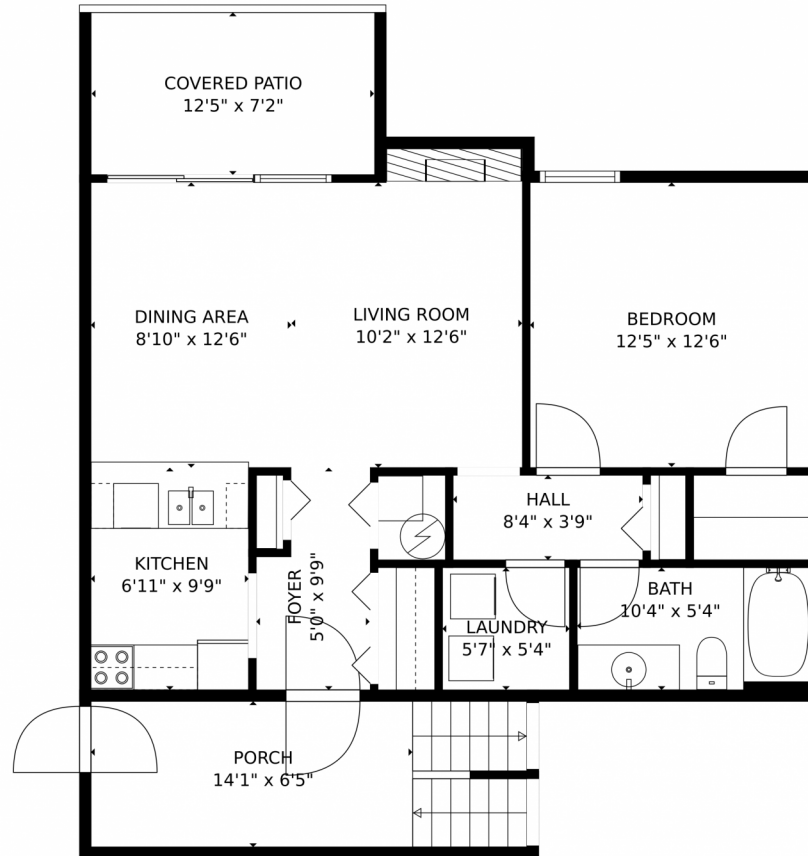 COVERED PATIO
12'5" x 7'2"
DINING AREA
8'10" x 12'6"
LIVING ROOM
10'2" x 12'6"
BEDROOM
12'5" x 12'6"
HALL
8'4" x 3'9"
KITCHEN
6'11" x 9'9"
FOYER
5'0" x 9'9"
LAUNDRY
5'7" x 5'4"
BATH
10'4" x 5'4"
PORCH
14'1" x 6'5"